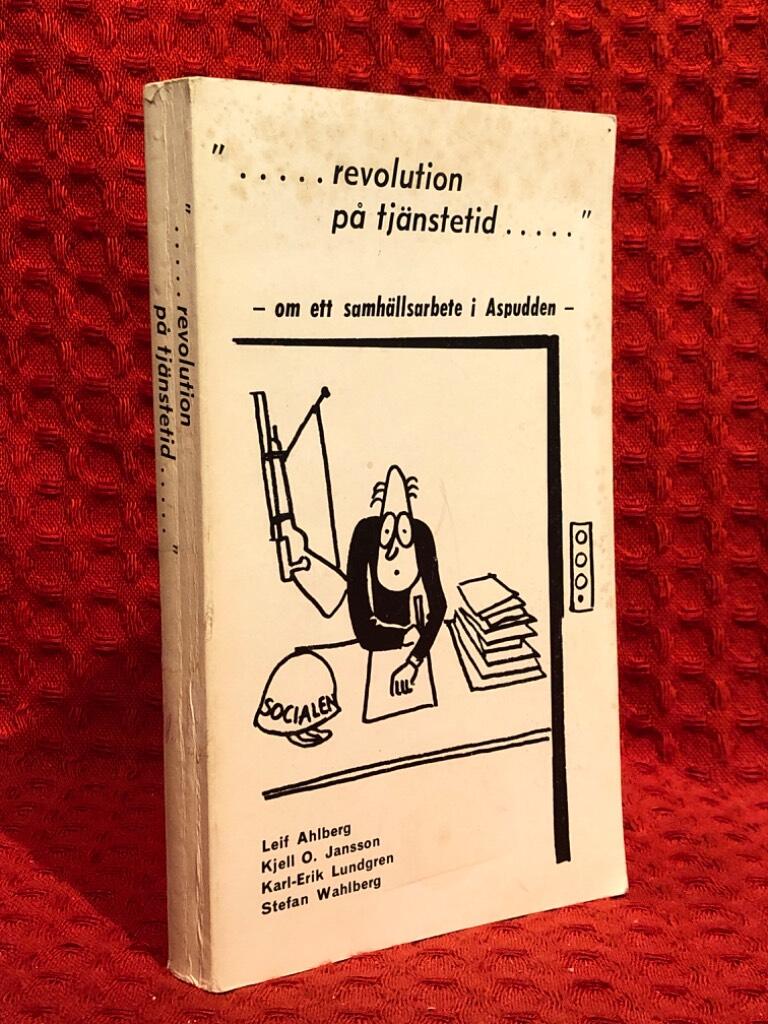 " . . . . . revolution
på tjänstetid . . . . . "
– om ett samhällsarbete i Aspudden –
SOCIALEN
Leif Ahlberg
Kjell O. Jansson
Karl-Erik Lundgren
Stefan Wahlberg
" . . . . . revolution
på tjänstetid . . . . . "